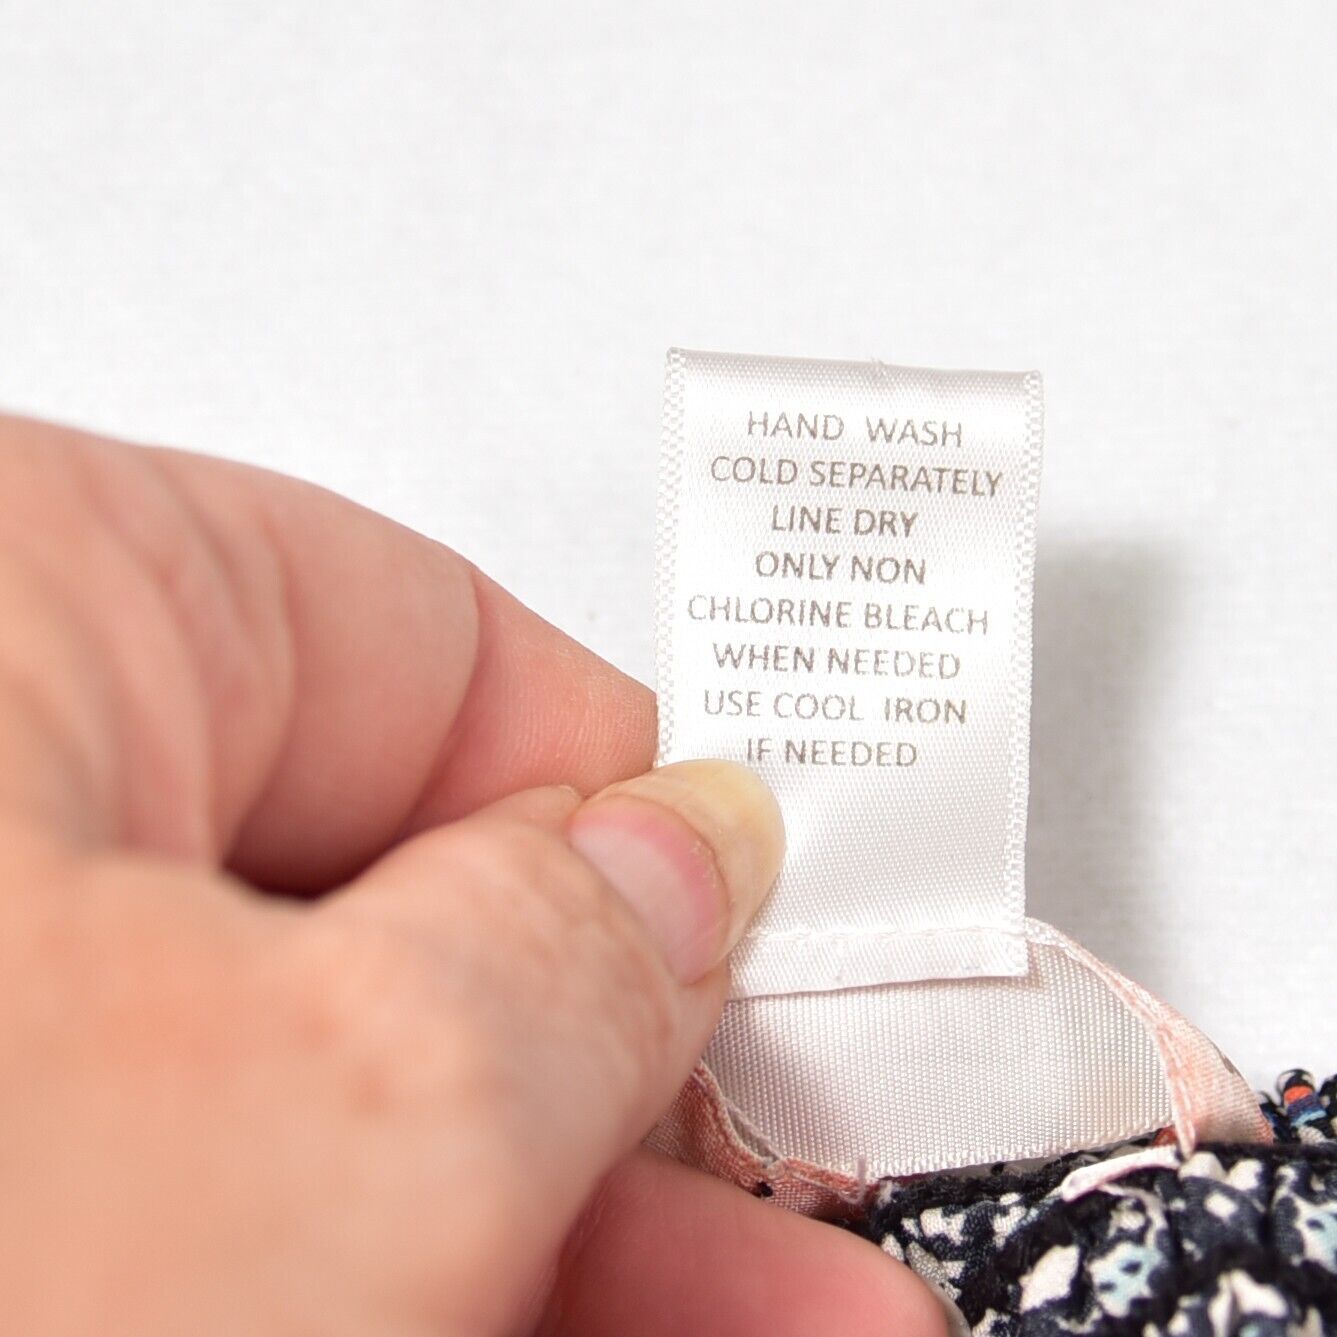 HAND WASH
COLD SEPARATELY
LINE DRY
ONLY NON
CHLORINE BLEACH
WHEN NEEDED
USE COOL IRON
IF NEEDED